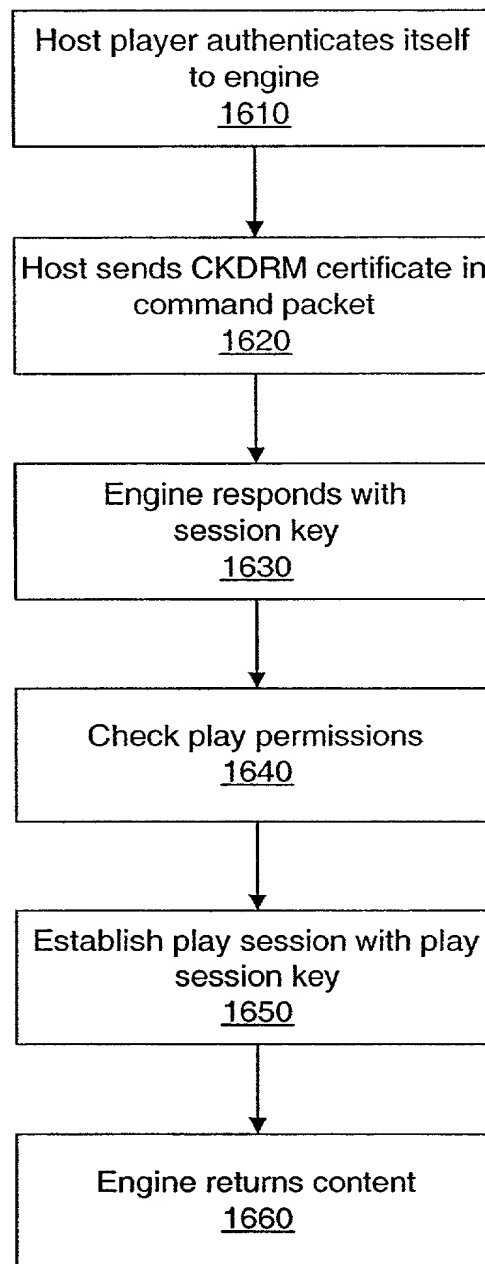 Host player authenticates itself
to engine
1610
Host sends CKDRM certificate in
command packet
1620
Engine responds with
session key
1630
Check play permissions
1640
Establish play session with play
session key
1650
Engine returns content
1660